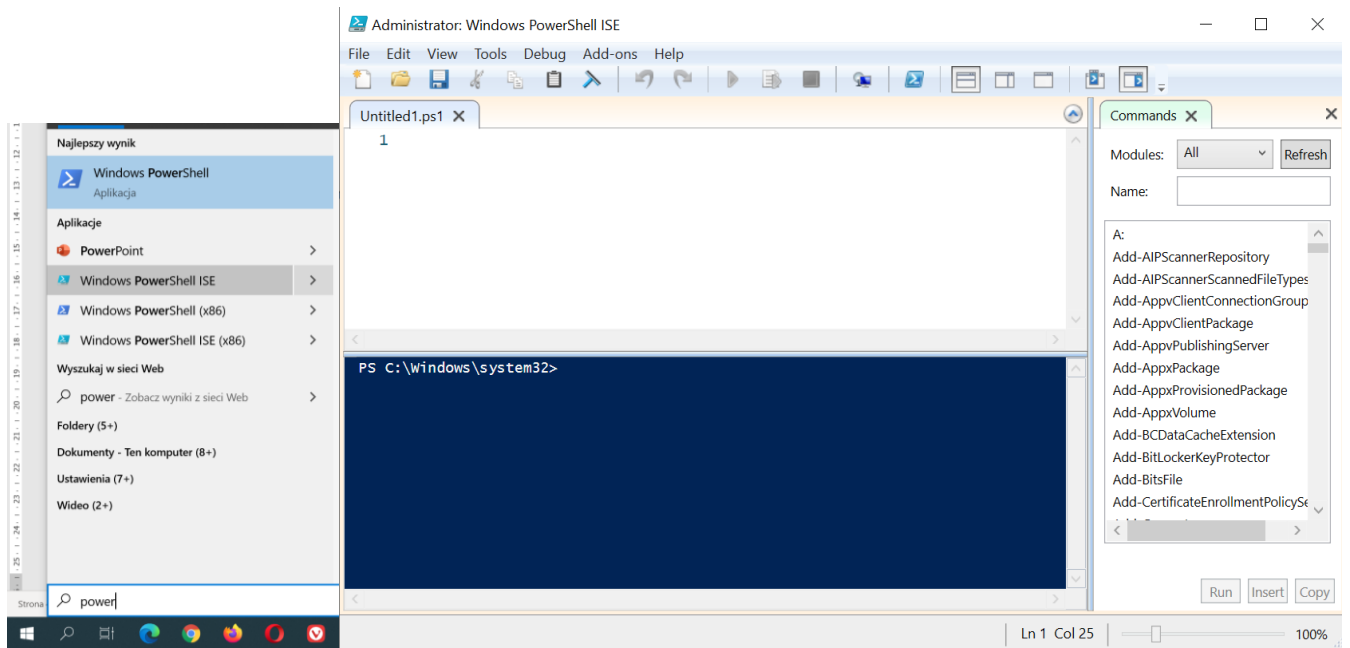 Najlepszy wynik
Windows PowerShell
Aplikacja
Aplikacje
PowerPoint
Windows PowerShell ISE
Windows PowerShell (x86)
Windows PowerShell ISE (x86)
Wyszukaj w sieci Web
power - Zobacz wyniki z sieci Web
Foldery (5+)
Dokumenty - Ten komputer (8+)
Ustawienia (7+)
Wideo (2+)
Strona
power
Administrator: Windows PowerShell ISE
File Edit View Tools Debug Add-ons Help
Untitled1.ps1
1
PS C:\Windows\system32>
Commands
Modules: All Refresh
Name:
A:
Add-AIPScannerRepository
Add-AIPScannerScannedFileTypes
Add-AppvClientConnectionGroup
Add-AppvClientPackage
Add-AppvPublishingServer
Add-AppxPackage
Add-AppxProvisionedPackage
Add-AppxVolume
Add-BCDataCacheExtension
Add-BitLockerKeyProtector
Add-BitsFile
Add-CertificateEnrollmentPolicySe
Run Insert Copy
Ln 1 Col 25 100%